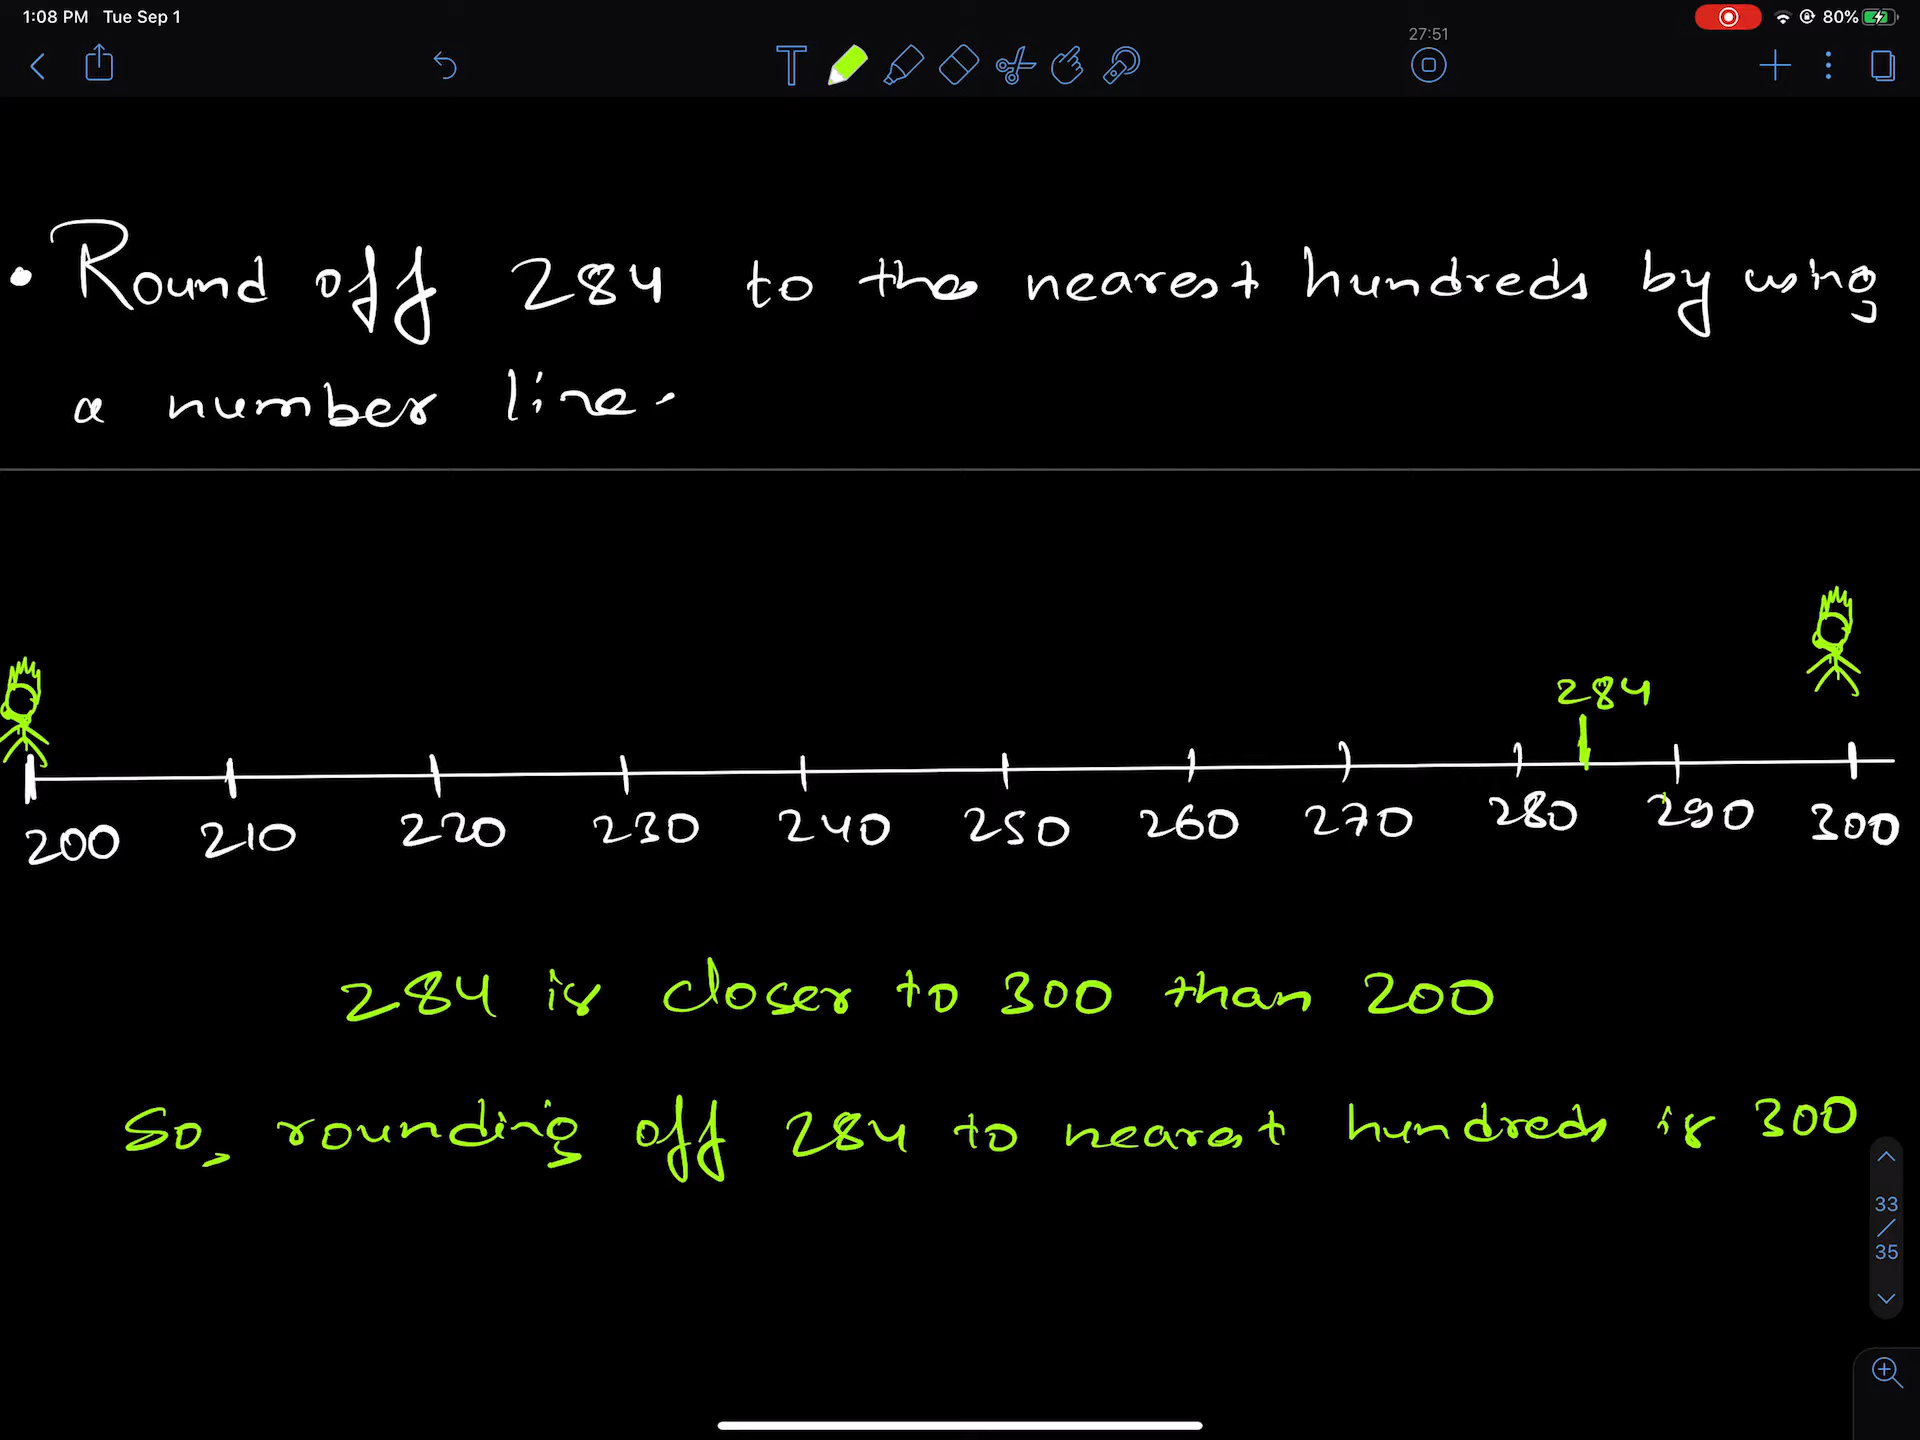 1:08 PM Tue Sep 1
80%
27:51
• Round off 284 to the nearest hundreds by using
a number line.
284
200 210 220 230 240 250 260 270 280 290 300
284 is closer to 300 than 200
So, rounding off 284 to nearest hundreds is 300
33
/
35